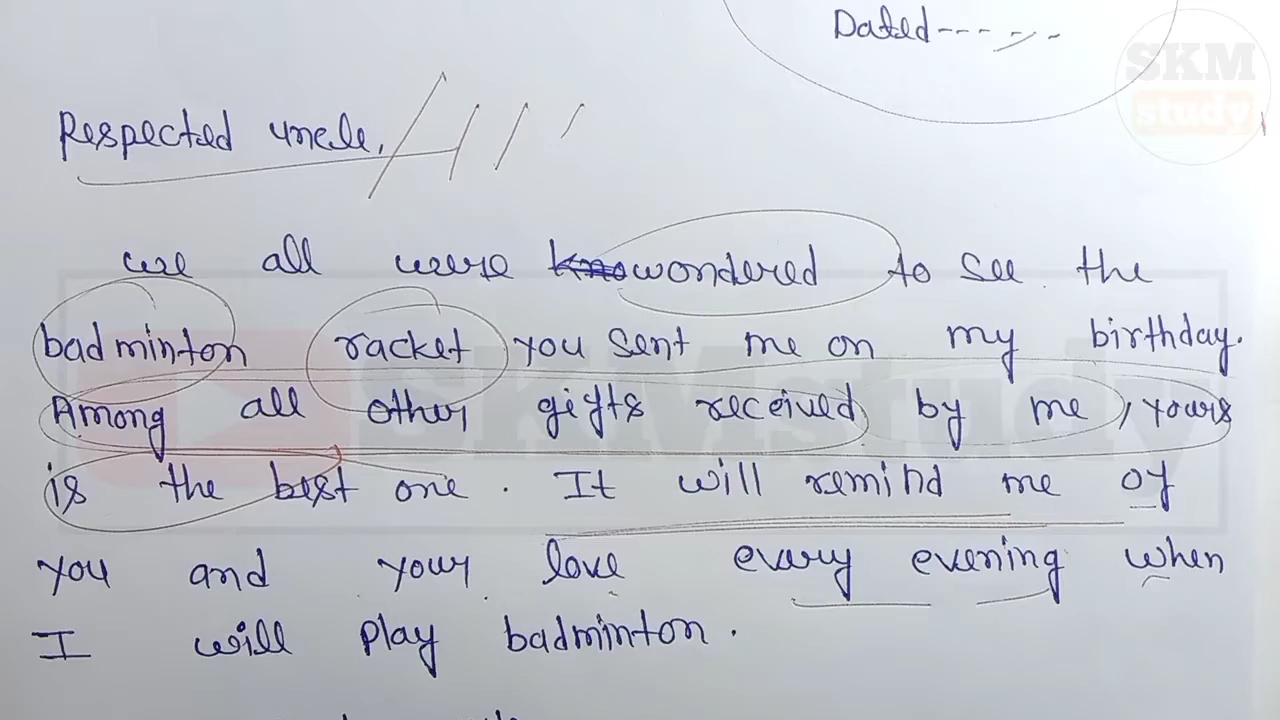 Dated------
SKM
study
Respected uncle,
we all were wondered to see the
badminton racket you sent me on my birthday.
Among all other gifts received by me, yours
is the best one. It will remind me of
you and your love every evening when
I will play badminton.
SKMstudy